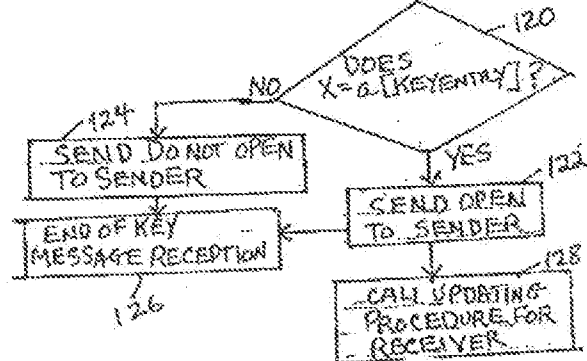 120
DOES
X=a[KEYENTRY]?
NO
YES
124
SEND DO NOT OPEN
TO SENDER
122
SEND OPEN
TO SENDER
END OF KEY
MESSAGE RECEPTION
126
128
CALL UPDATING
PROCEDURE FOR
RECEIVER